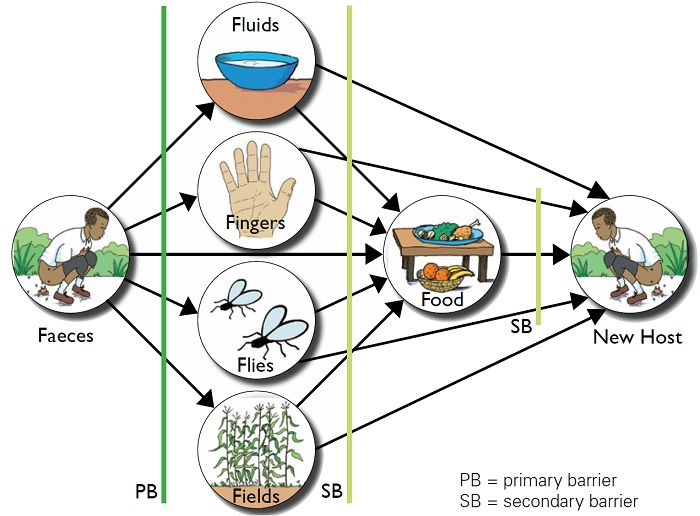 Fluids
Fingers
Faeces
Flies
Fields
Food
New Host
PB
SB
SB
PB = primary barrier
SB = secondary barrier